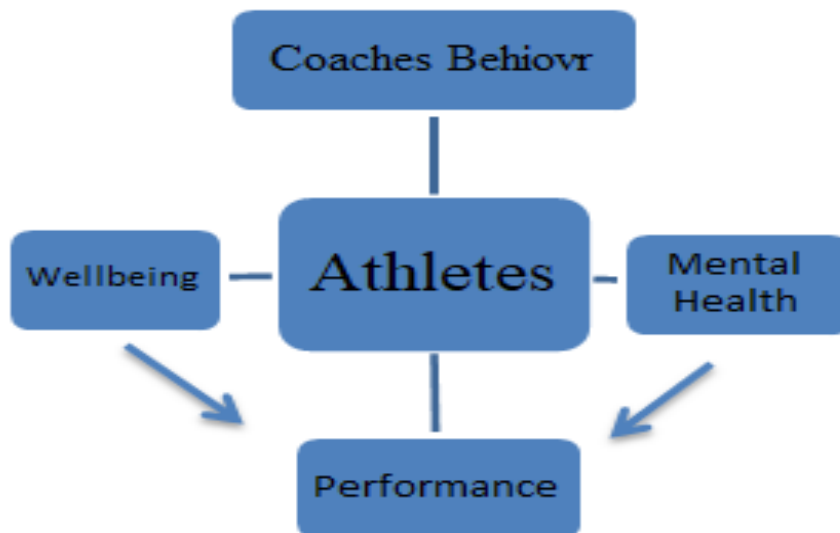 Coaches Behiovr
Wellbeing
Athletes
Mental
Health
Performance